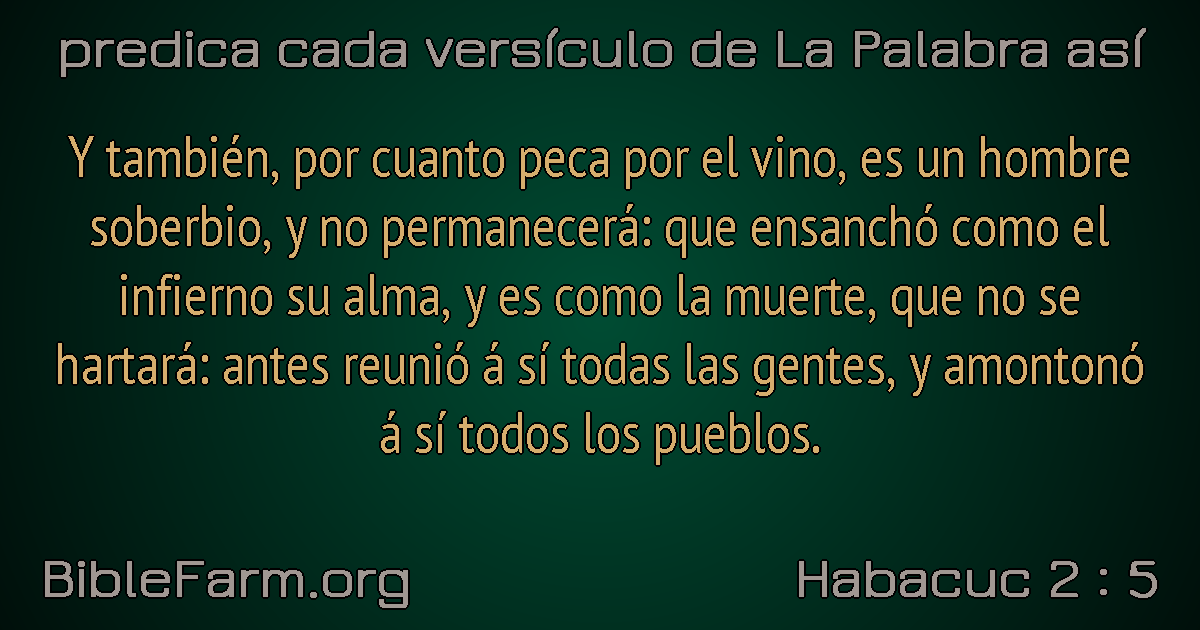 predica cada versículo de La Palabra así
Y también, por cuanto peca por el vino, es un hombre
soberbio, y no permanecerá: que ensanchó como el
infierno su alma, y es como la muerte, que no se
hartará: antes reunió á sí todas las gentes, y amontonó
á sí todos los pueblos.
BibleFarm.org
Habacuc 2 : 5